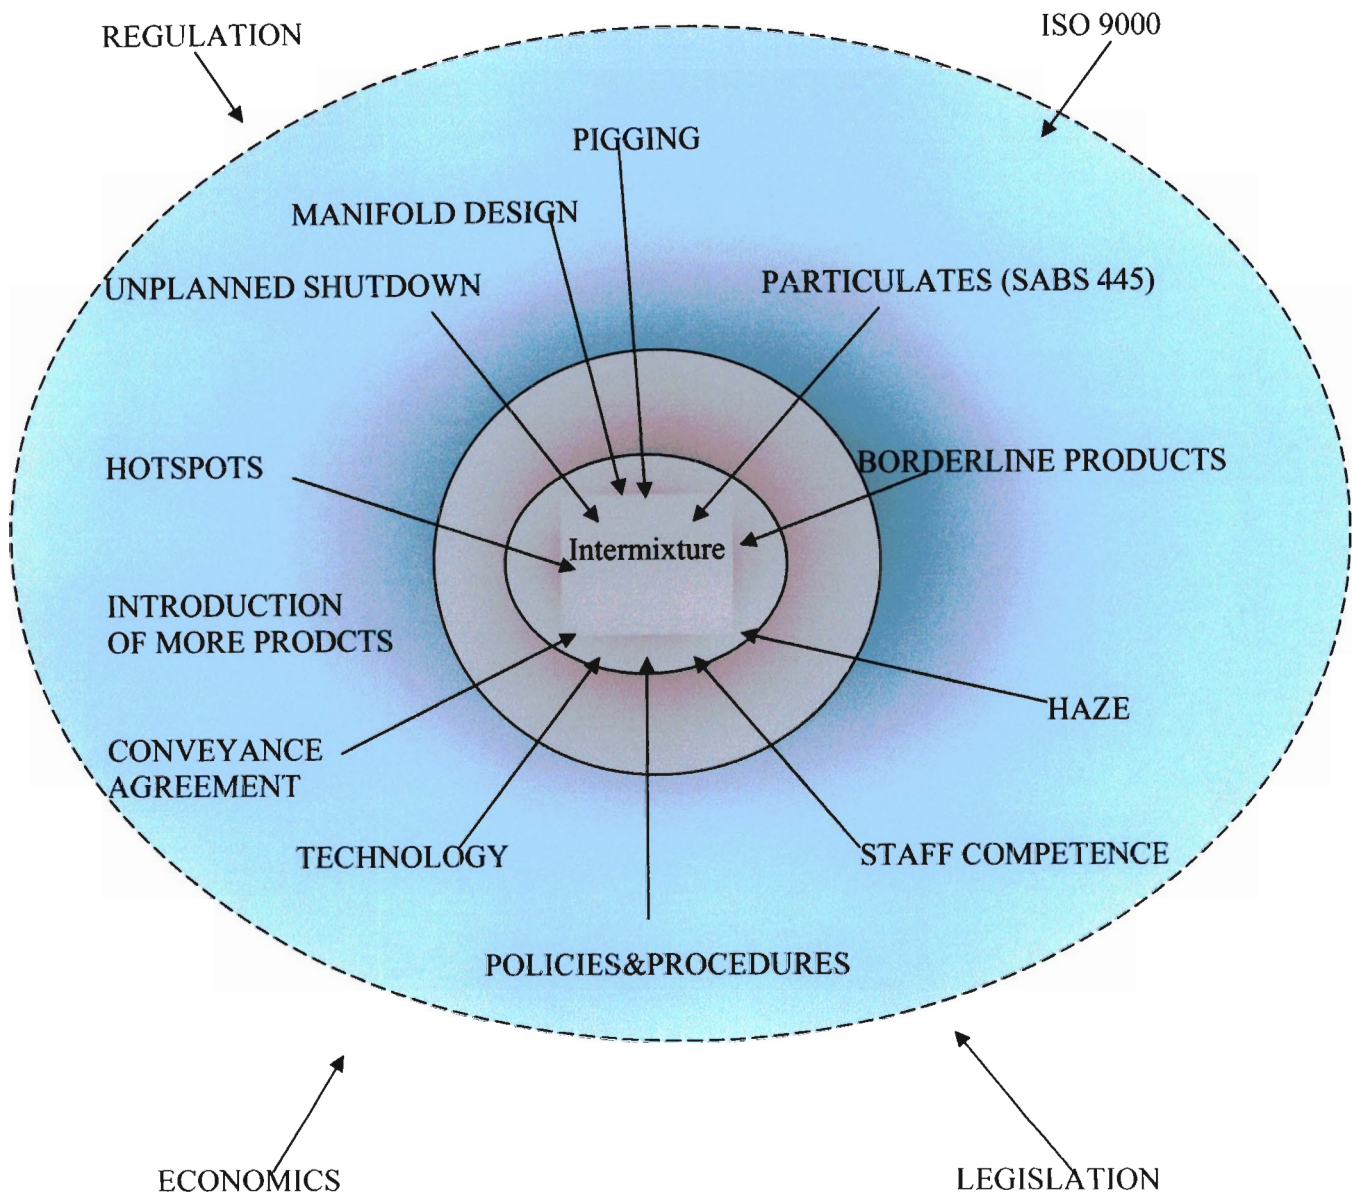 REGULATION
ISO 9000
PIGGING
MANIFOLD DESIGN
UNPLANNED SHUTDOWN
PARTICULATES (SABS 445)
HOTSPOTS
BORDERLINE PRODUCTS
Intermixture
INTRODUCTION
OF MORE PRODCTS
HAZE
CONVEYANCE
AGREEMENT
TECHNOLOGY
STAFF COMPETENCE
POLICIES&PROCEDURES
ECONOMICS
LEGISLATION